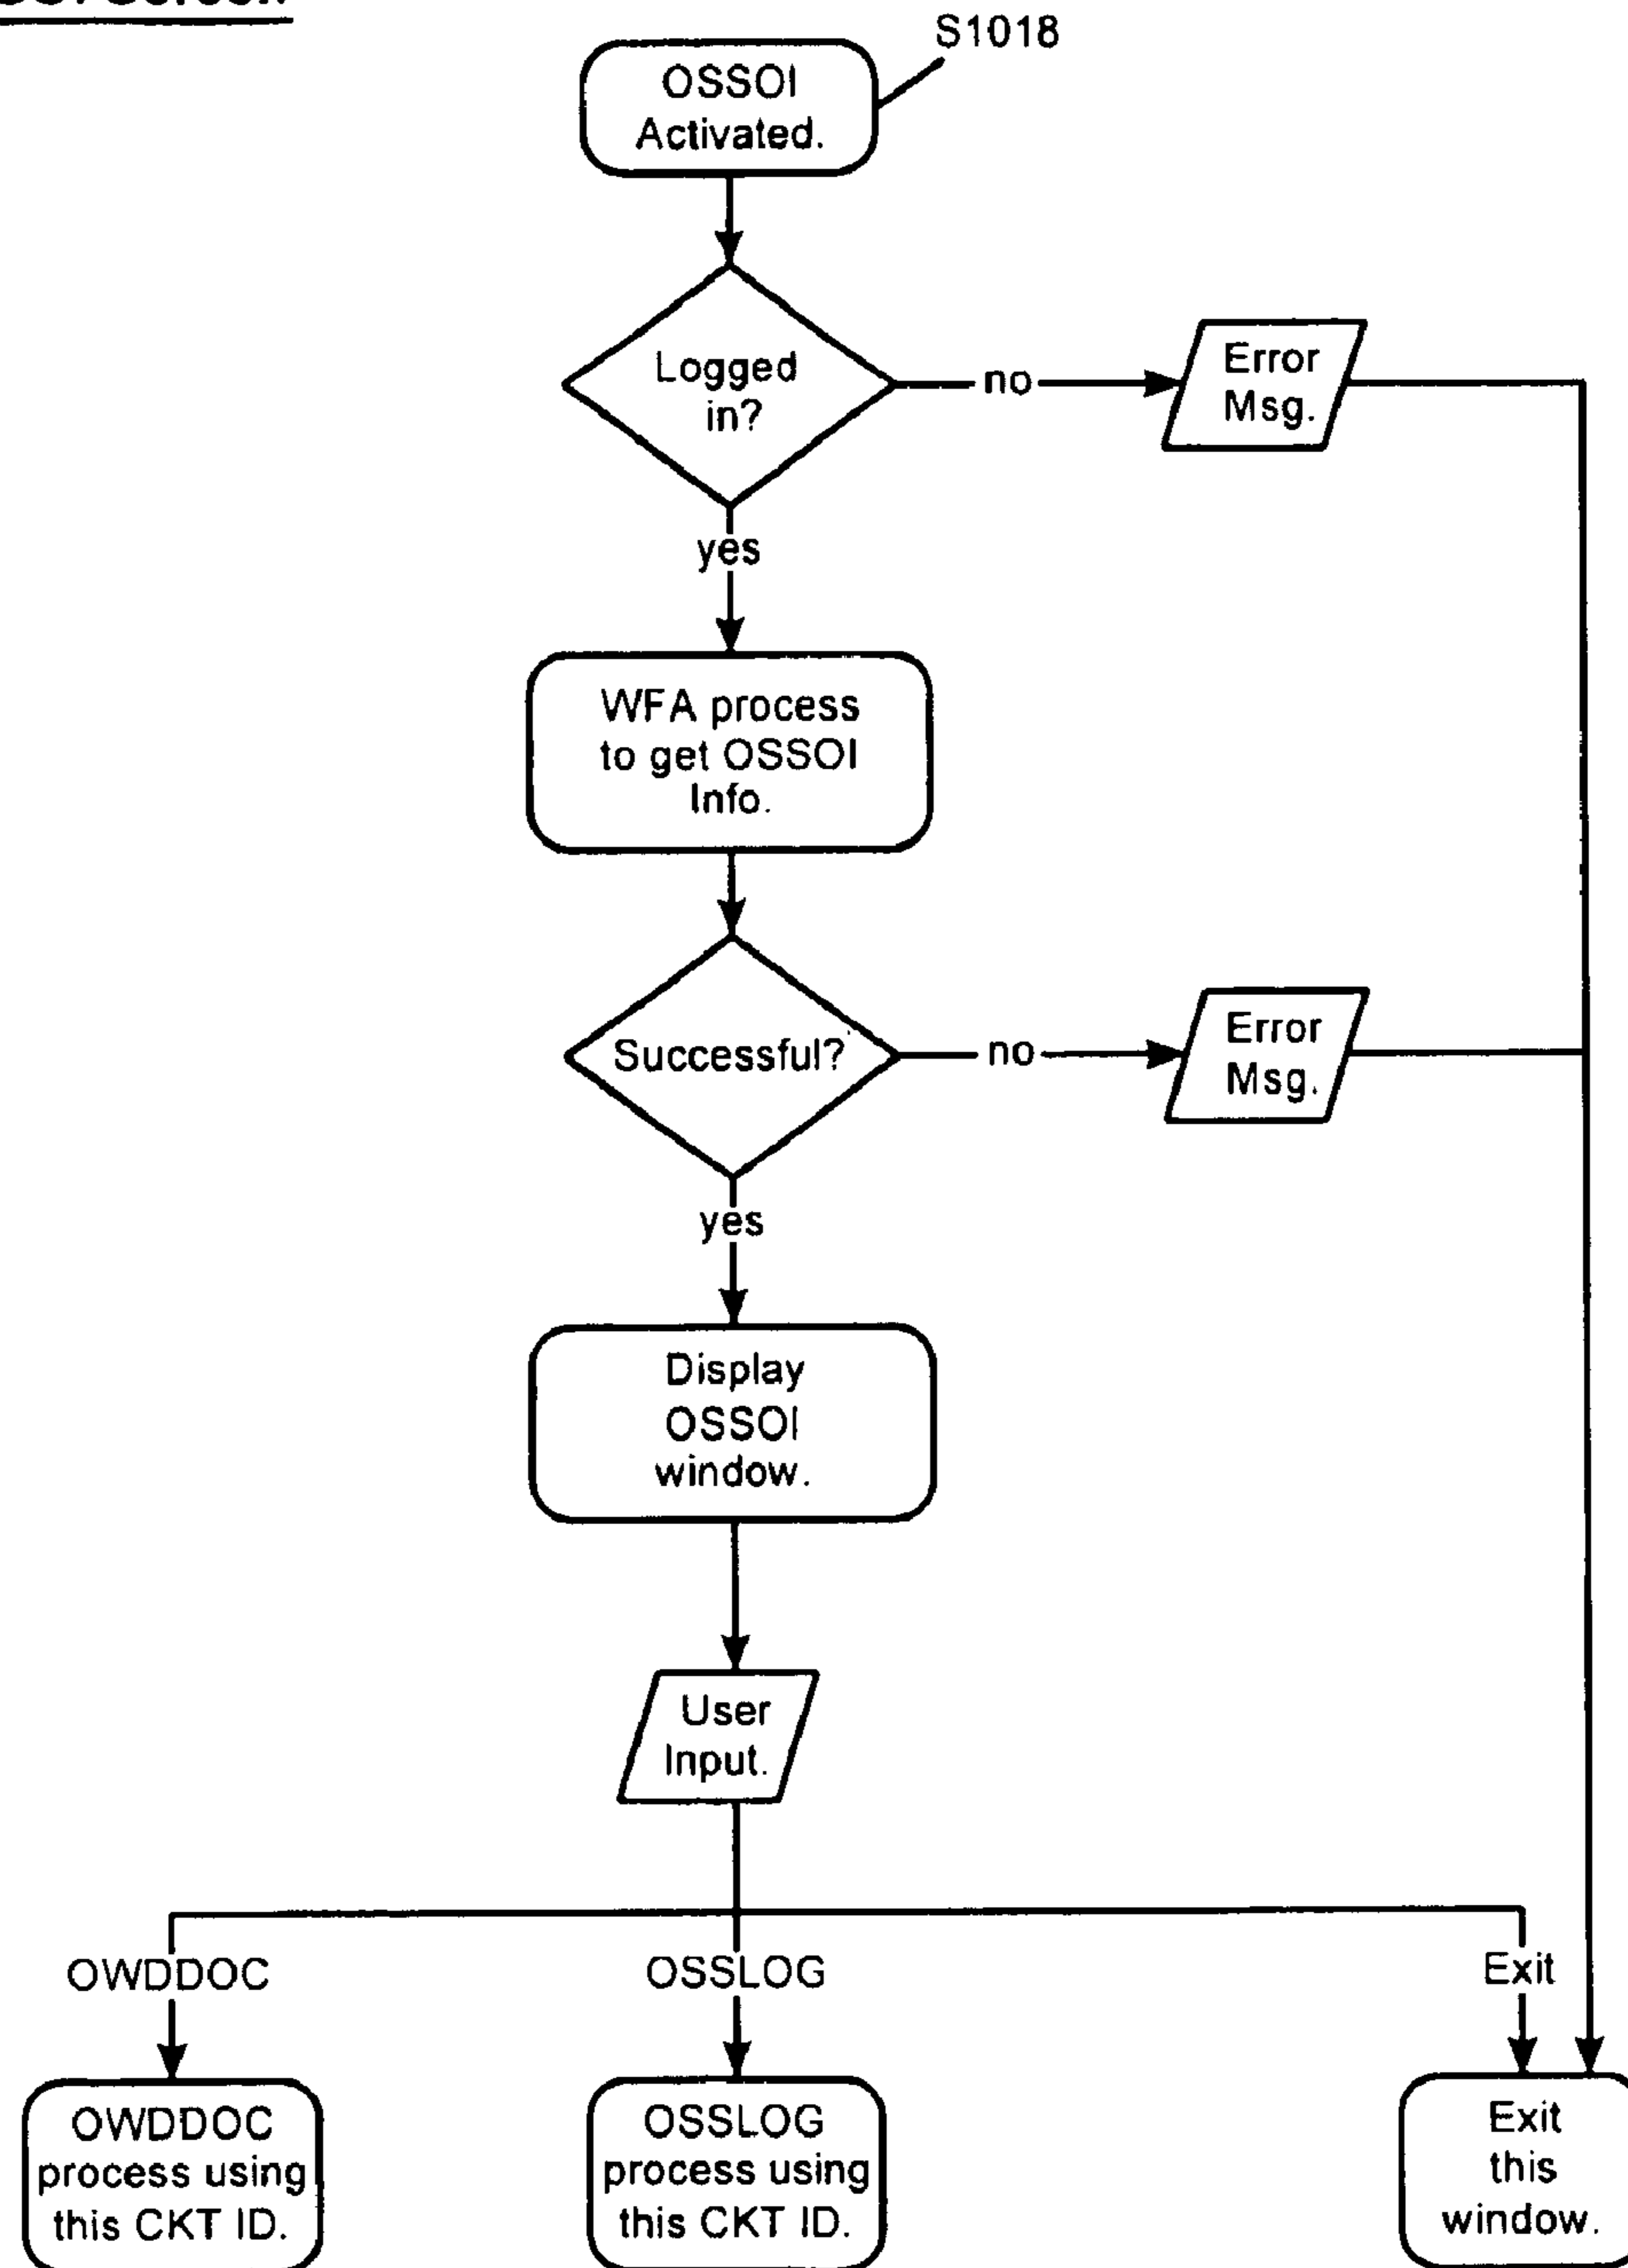 S1018
OSSOI
Activated.
Logged
in?
no
Error
Msg.
yes
WFA process
to get OSSOI
Info.
Successful?
no
Error
Msg.
yes
Display
OSSOI
window.
User
Input.
OWDDOC
OSSLOG
Exit
OWDDOC
process using
this CKT ID.
OSSLOG
process using
this CKT ID.
Exit
this
window.